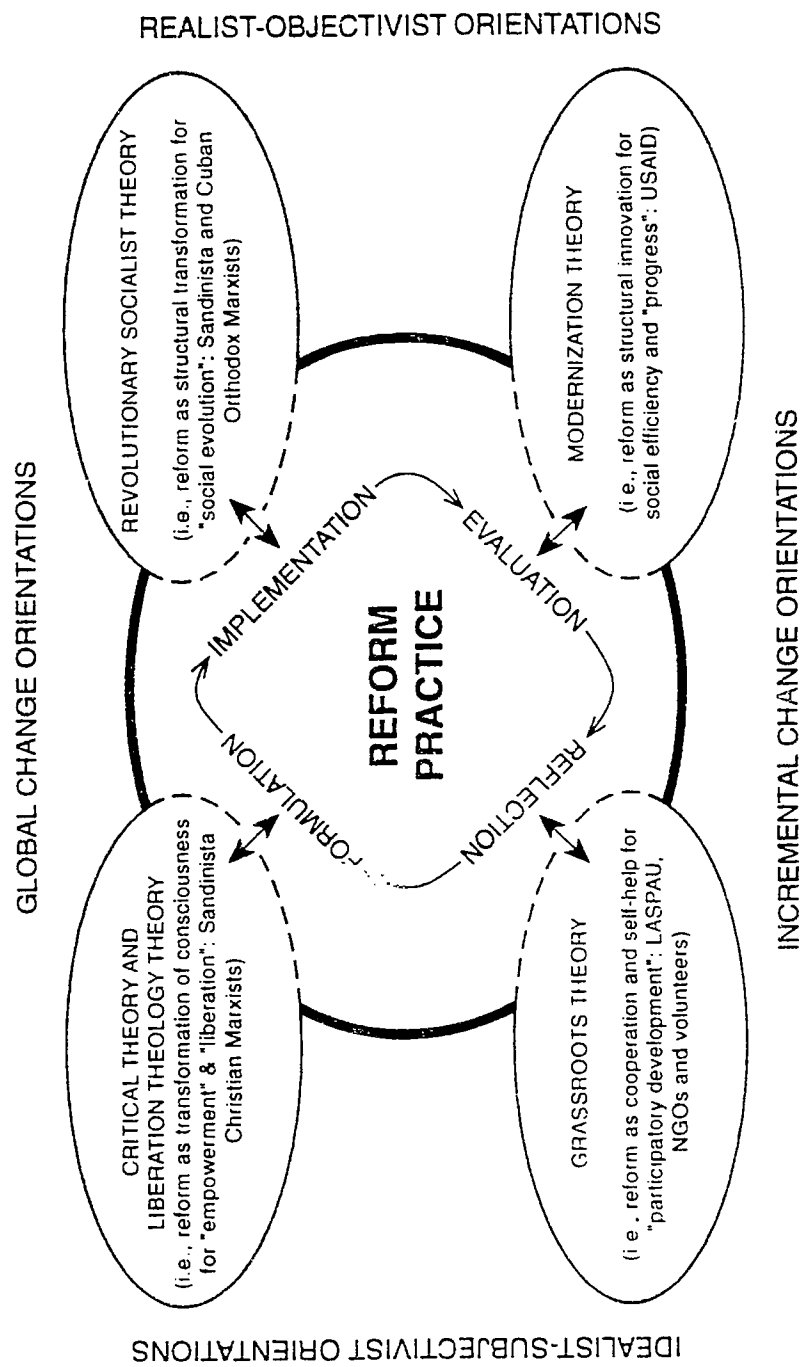 GLOBAL CHANGE ORIENTATIONS
IDEALIST-SUBJECTIVIST ORIENTATIONS
REALIST-OBJECTIVIST ORIENTATIONS
CRITICAL THEORY AND
LIBERATION THEOLOGY THEORY
(i.e., reform as transformation of consciousness
for "empowerment" & "liberation": Sandinista
Christian Marxists)
REVOLUTIONARY SOCIALIST THEORY
(i.e., reform as structural transformation for
"social evolution": Sandinista and Cuban
Orthodox Marxists)
FORMULATION
IMPLEMENTATION
REFORM
PRACTICE
REFLECTION
EVALUATION
GRASSROOTS THEORY
(i e . reform as cooperation and self-help for
"participatory development": LASPAU,
NGOs and volunteers)
MODERNIZATION THEORY
(i e., reform as structural innovation for
social efficiency and "progress": USAID)
INCREMENTAL CHANGE ORIENTATIONS